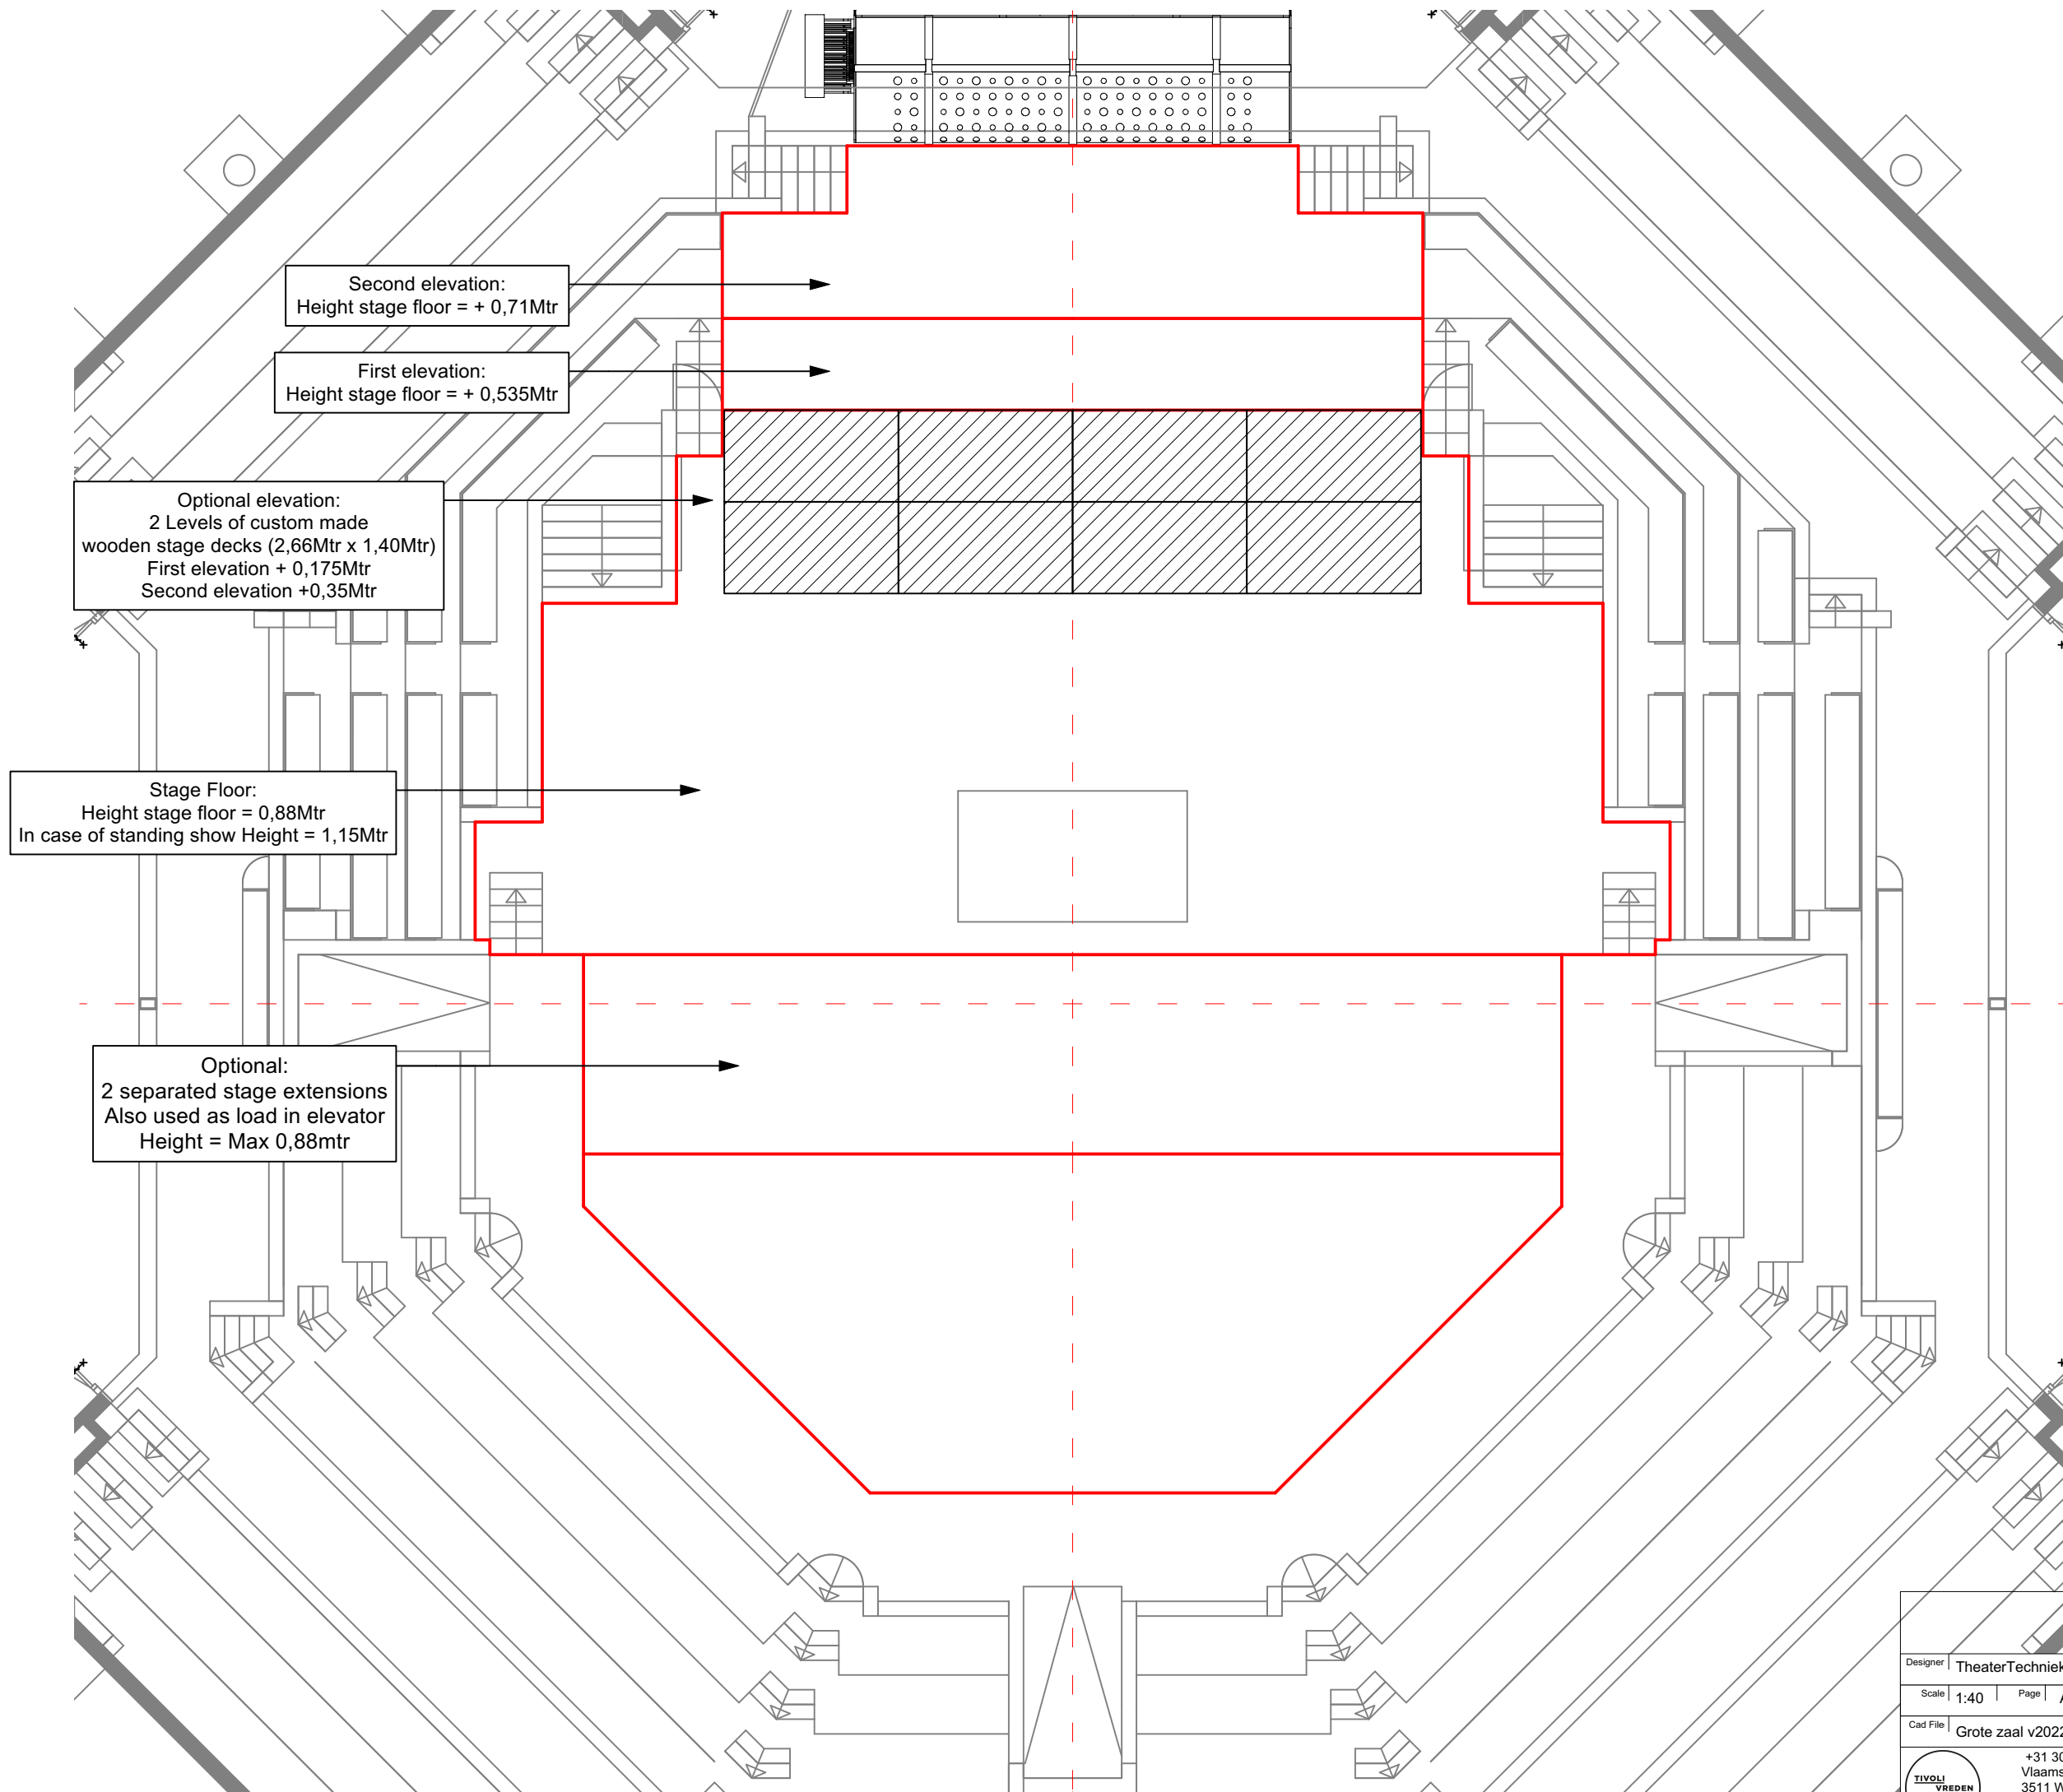 Second elevation:
Height stage floor = + 0,71Mtr
First elevation:
Height stage floor = + 0,535Mtr
Optional elevation:
2 Levels of custom made
wooden stage decks (2,66Mtr x 1,40Mtr)
First elevation + 0,175Mtr
Second elevation +0,35Mtr
Stage Floor:
Height stage floor = 0,88Mtr
In case of standing show Height = 1,15Mtr
Optional:
2 separated stage extensions
Also used as load in elevator
Height = Max 0,88mtr
Designer TheaterTechniek
Scale 1:40 Page
Cad File Grote zaal v2022
+31 30
Vlaams
3511 W
TIVOLI
VREDEN